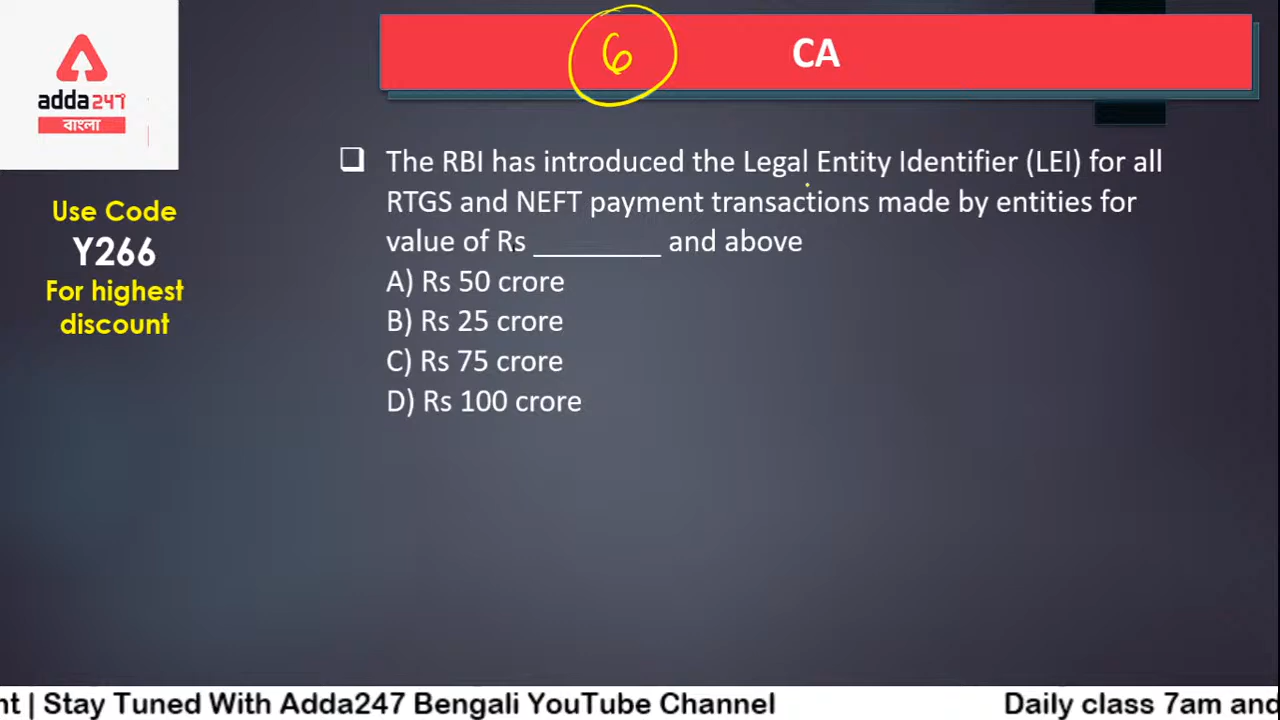 6
CA
adda247
বাংলা
Use Code
Y266
For highest
discount
❑ The RBI has introduced the Legal Entity Identifier (LEI) for all
RTGS and NEFT payment transactions made by entities for
value of Rs _________ and above
A) Rs 50 crore
B) Rs 25 crore
C) Rs 75 crore
D) Rs 100 crore
nt | Stay Tuned With Adda247 Bengali YouTube Channel
Daily class 7am and